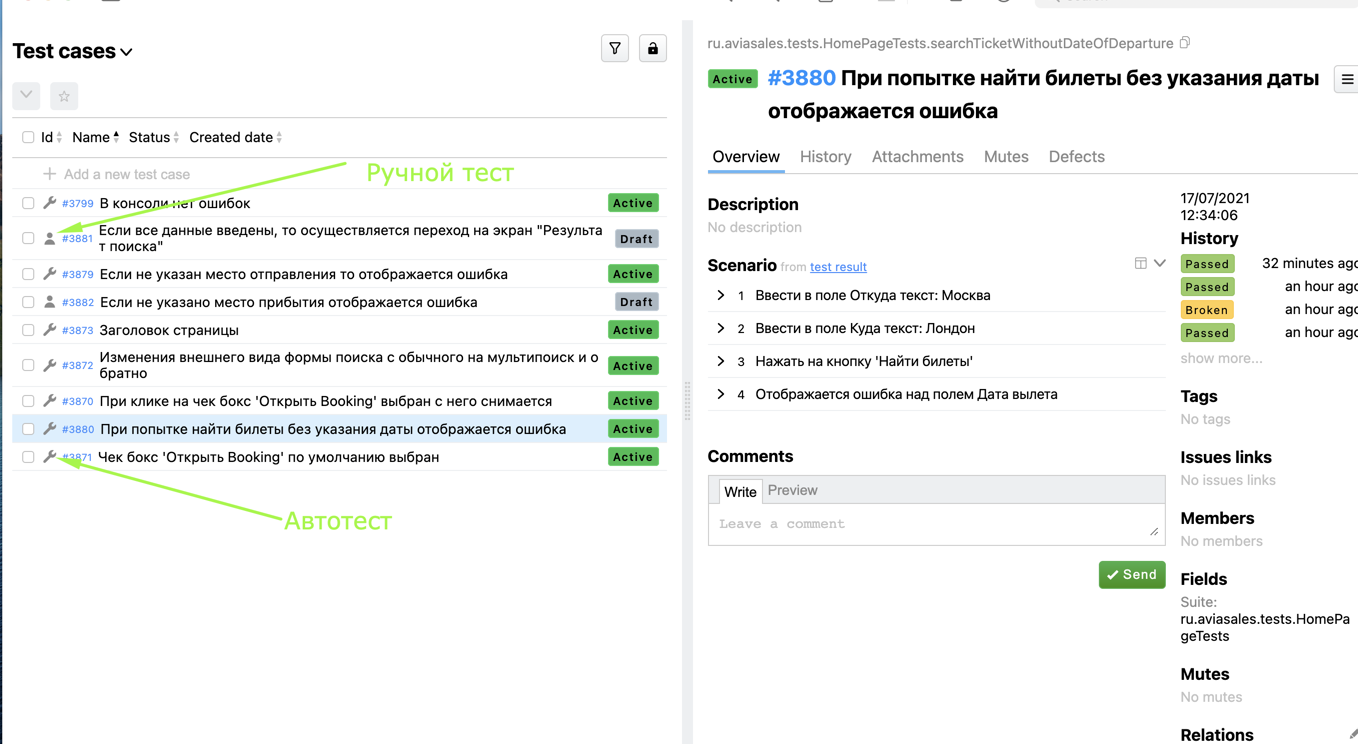 Test cases
Id Name Status Created date
Ручной тест
Add a new test case
#3799 В консоли нет ошибок Active
#3881 Если все данные введены, то осуществляется переход на экран "Результа
т поиска" Draft
#3879 Если не указан место отправления то отображается ошибка Active
#3882 Если не указано место прибытия отображается ошибка Draft
#3873 Заголовок страницы Active
#3872 Изменения внешнего вида формы поиска с обычного на мультипоиск и о
братно Active
#3870 При клике на чек бокс 'Открыть Booking' выбран с него снимается Active
#3880 При попытке найти билеты без указания даты отображается ошибка Active
#3871 Чек бокс 'Открыть Booking' по умолчанию выбран Active
Автотест
ru.aviasales.tests.HomePageTests.searchTicketWithoutDateOfDeparture
Active #3880 При попытке найти билеты без указания даты
отображается ошибка
Overview History Attachments Mutes Defects
Description
No description
Scenario from test result
1 Ввести в поле Откуда текст: Москва
2 Ввести в поле Куда текст: Лондон
3 Нажать на кнопку 'Найти билеты'
4 Отображается ошибка над полем Дата вылета
Comments
Write Preview
Leave a comment
Send
17/07/2021
12:34:06
History
Passed 32 minutes ago
Passed an hour ago
Broken an hour ago
Passed an hour ago
show more...
Tags
No tags
Issues links
No issues links
Members
No members
Fields
Suite:
ru.aviasales.tests.HomePa
geTests
Mutes
No mutes
Relations